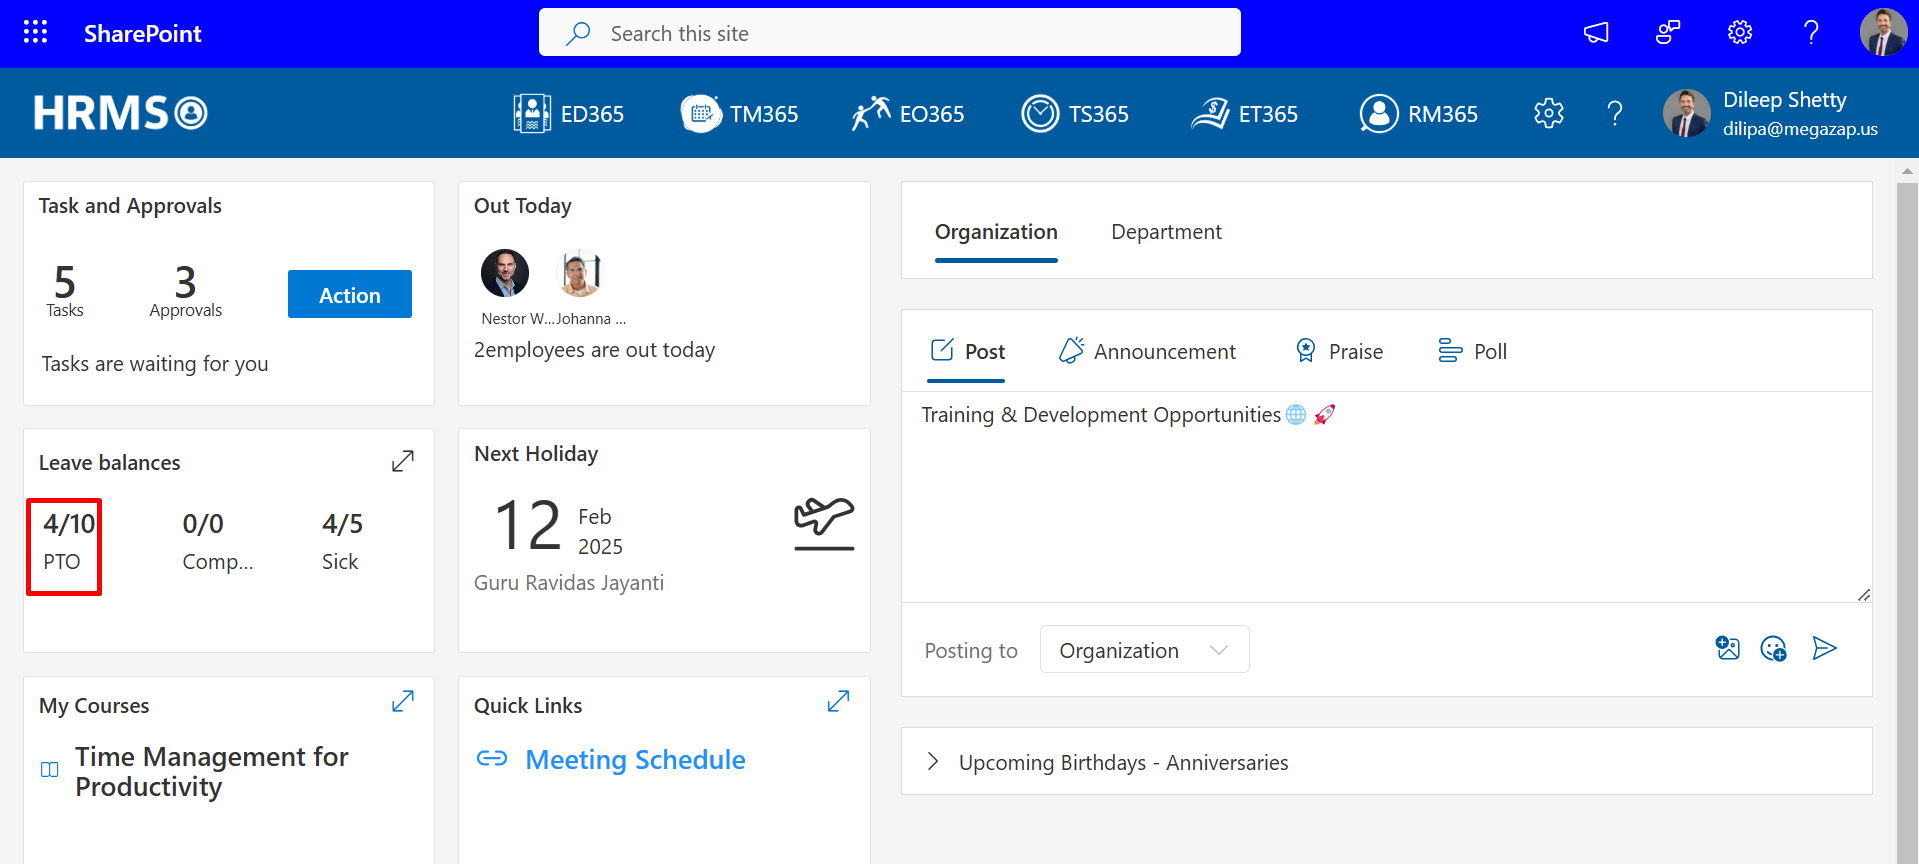 SharePoint
Search this site
HRMS
ED365
TM365
EO365
TS365
ET365
RM365
Dileep Shetty
dilipa@megazap.us
Task and Approvals
5
Tasks
3
Approvals
Action
Tasks are waiting for you
Out Today
Nestor W...
Johanna ...
2employees are out today
Organization
Department
Post
Announcement
Praise
Poll
Training & Development Opportunities🌐 🚀
Posting to
Organization
Leave balances
4/10
PTO
0/0
Comp...
4/5
Sick
Next Holiday
12
Feb
2025
Guru Ravidas Jayanti
My Courses
Time Management for
Productivity
Quick Links
Meeting Schedule
Upcoming Birthdays - Anniversaries